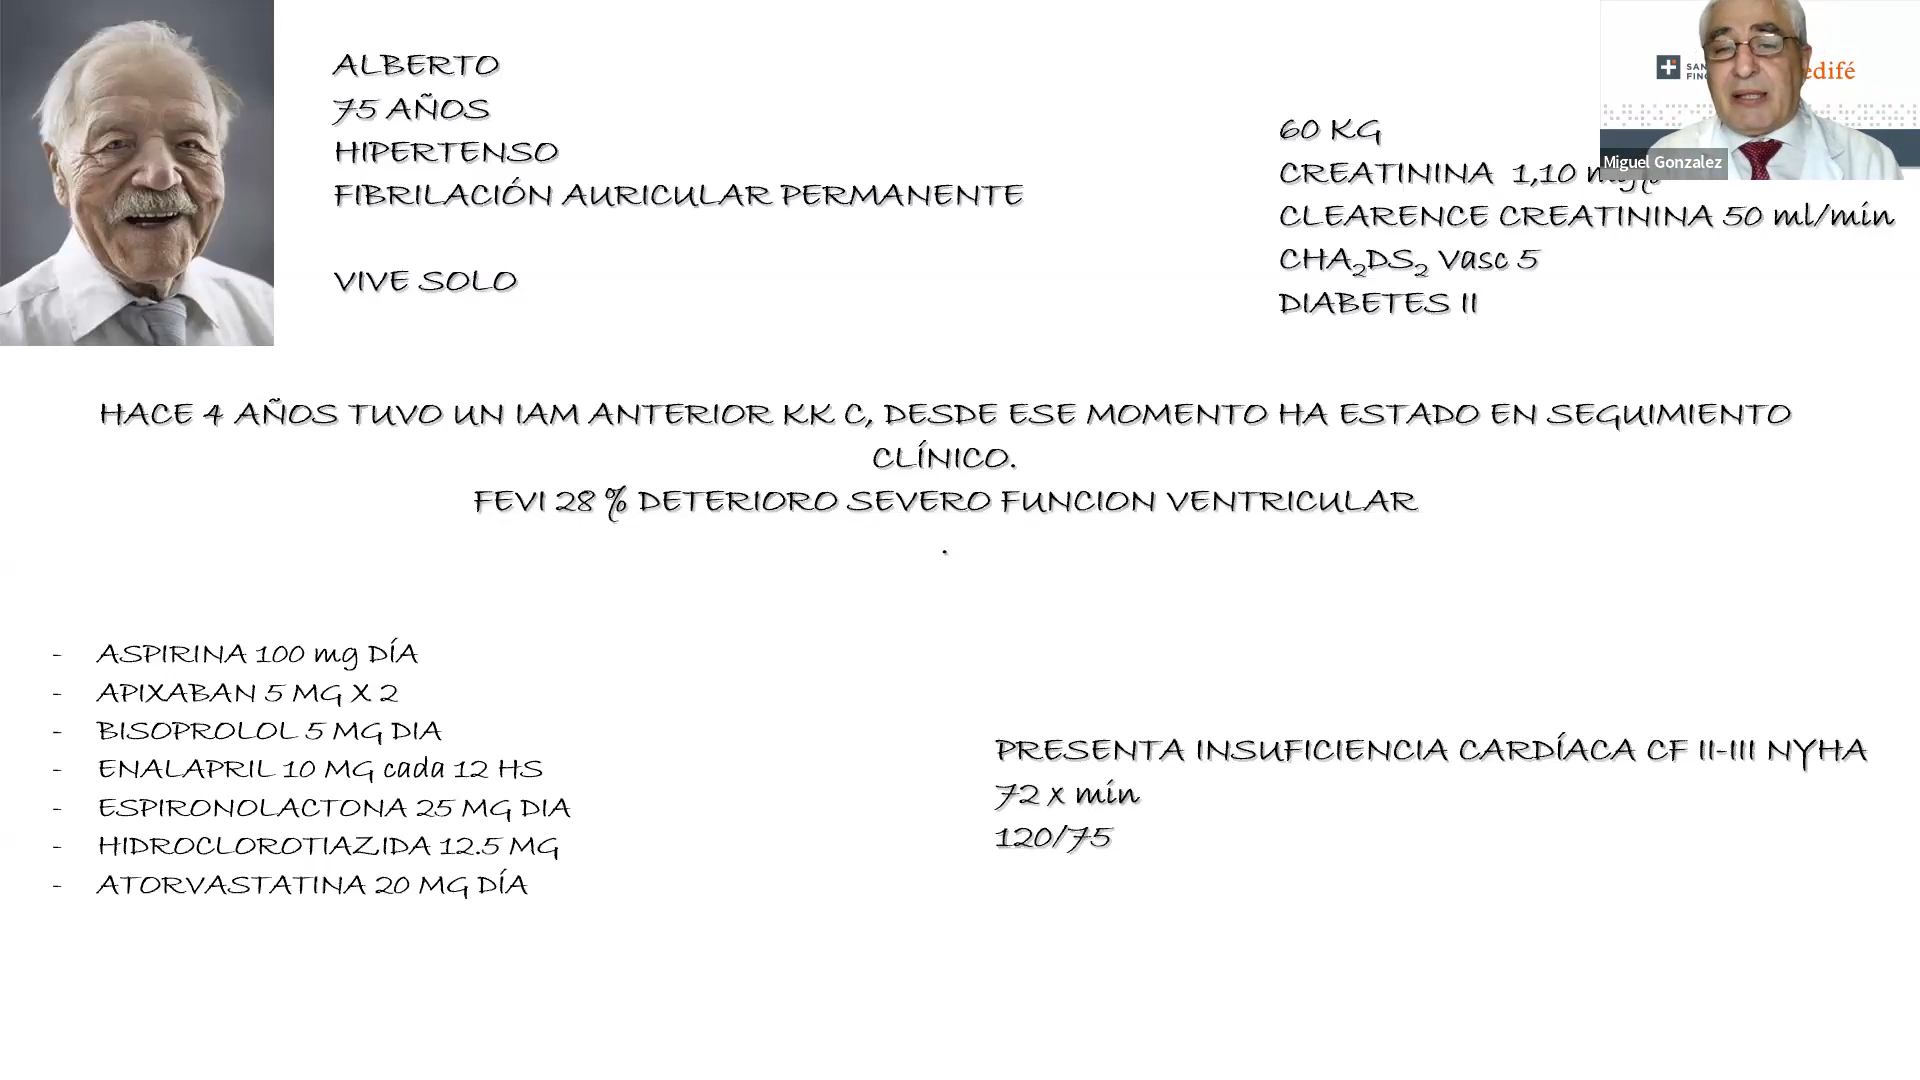 ALBERTO
75 AÑOS
HIPERTENSO
FIBRILACIÓN AURICULAR PERMANENTE
VIVE SOLO
60 KG
CREATININA 1,10
CLEARENCE CREATININA 50 ml/min
CHA₂DS₂ Vasc 5
DIABETES II
Miguel Gonzalez
HACE 4 AÑOS TUVO UN IAM ANTERIOR KK C, DESDE ESE MOMENTO HA ESTADO EN SEGUIMIENTO
CLÍNICO.
FEVI 28 % DETERIORO SEVERO FUNCION VENTRICULAR
.
- ASPIRINA 100 mg DÍA
- APIXABAN 5 MG X 2
- BISOPROLOL 5 MG DIA
- ENALAPRIL 10 MG cada 12 HS
- ESPIRONOLACTONA 25 MG DIA
- HIDROCLOROTIAZIDA 12.5 MG
- ATORVASTATINA 20 MG DÍA
PRESENTA INSUFICIENCIA CARDÍACA CF II-III NYHA
72 x min
120/75